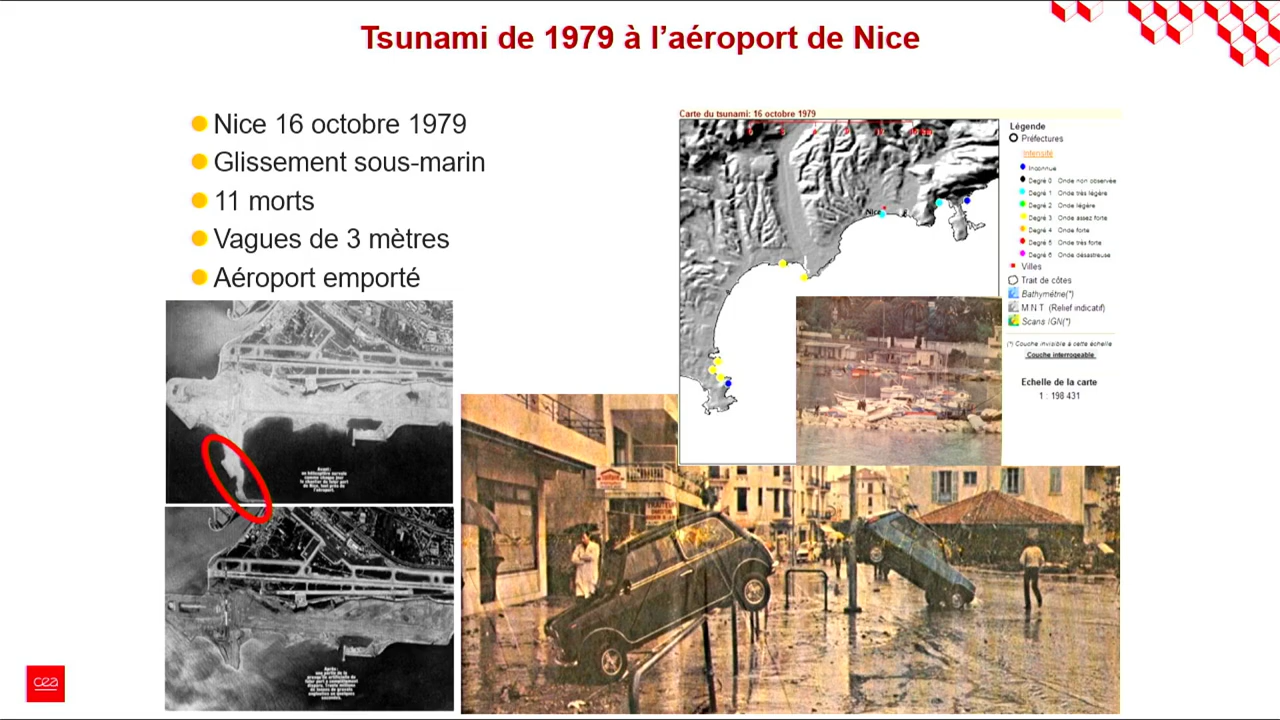 Tsunami de 1979 à l'aéroport de Nice
Nice 16 octobre 1979
Glissement sous-marin
11 morts
Vagues de 3 mètres
Aéroport emporté
Carte du tsunami: 16 octobre 1979
Nice
Légende
Préfectures
Intensité
Inconnue
Degré 0 Onde non observée
Degré 1 Onde très légère
Degré 2 Onde légère
Degré 3 Onde assez forte
Degré 4 Onde forte
Degré 5 Onde très forte
Degré 6 Onde désastreuse
Villes
Trait de côtes
Bathymétrie(*)
M N T (Relief indicatif)
Scans IGN(*)
(*) Couche invisible à cette échelle
Couche interrogeable
Echelle de la carte
1 : 198 431
Avant :
Après :
cea